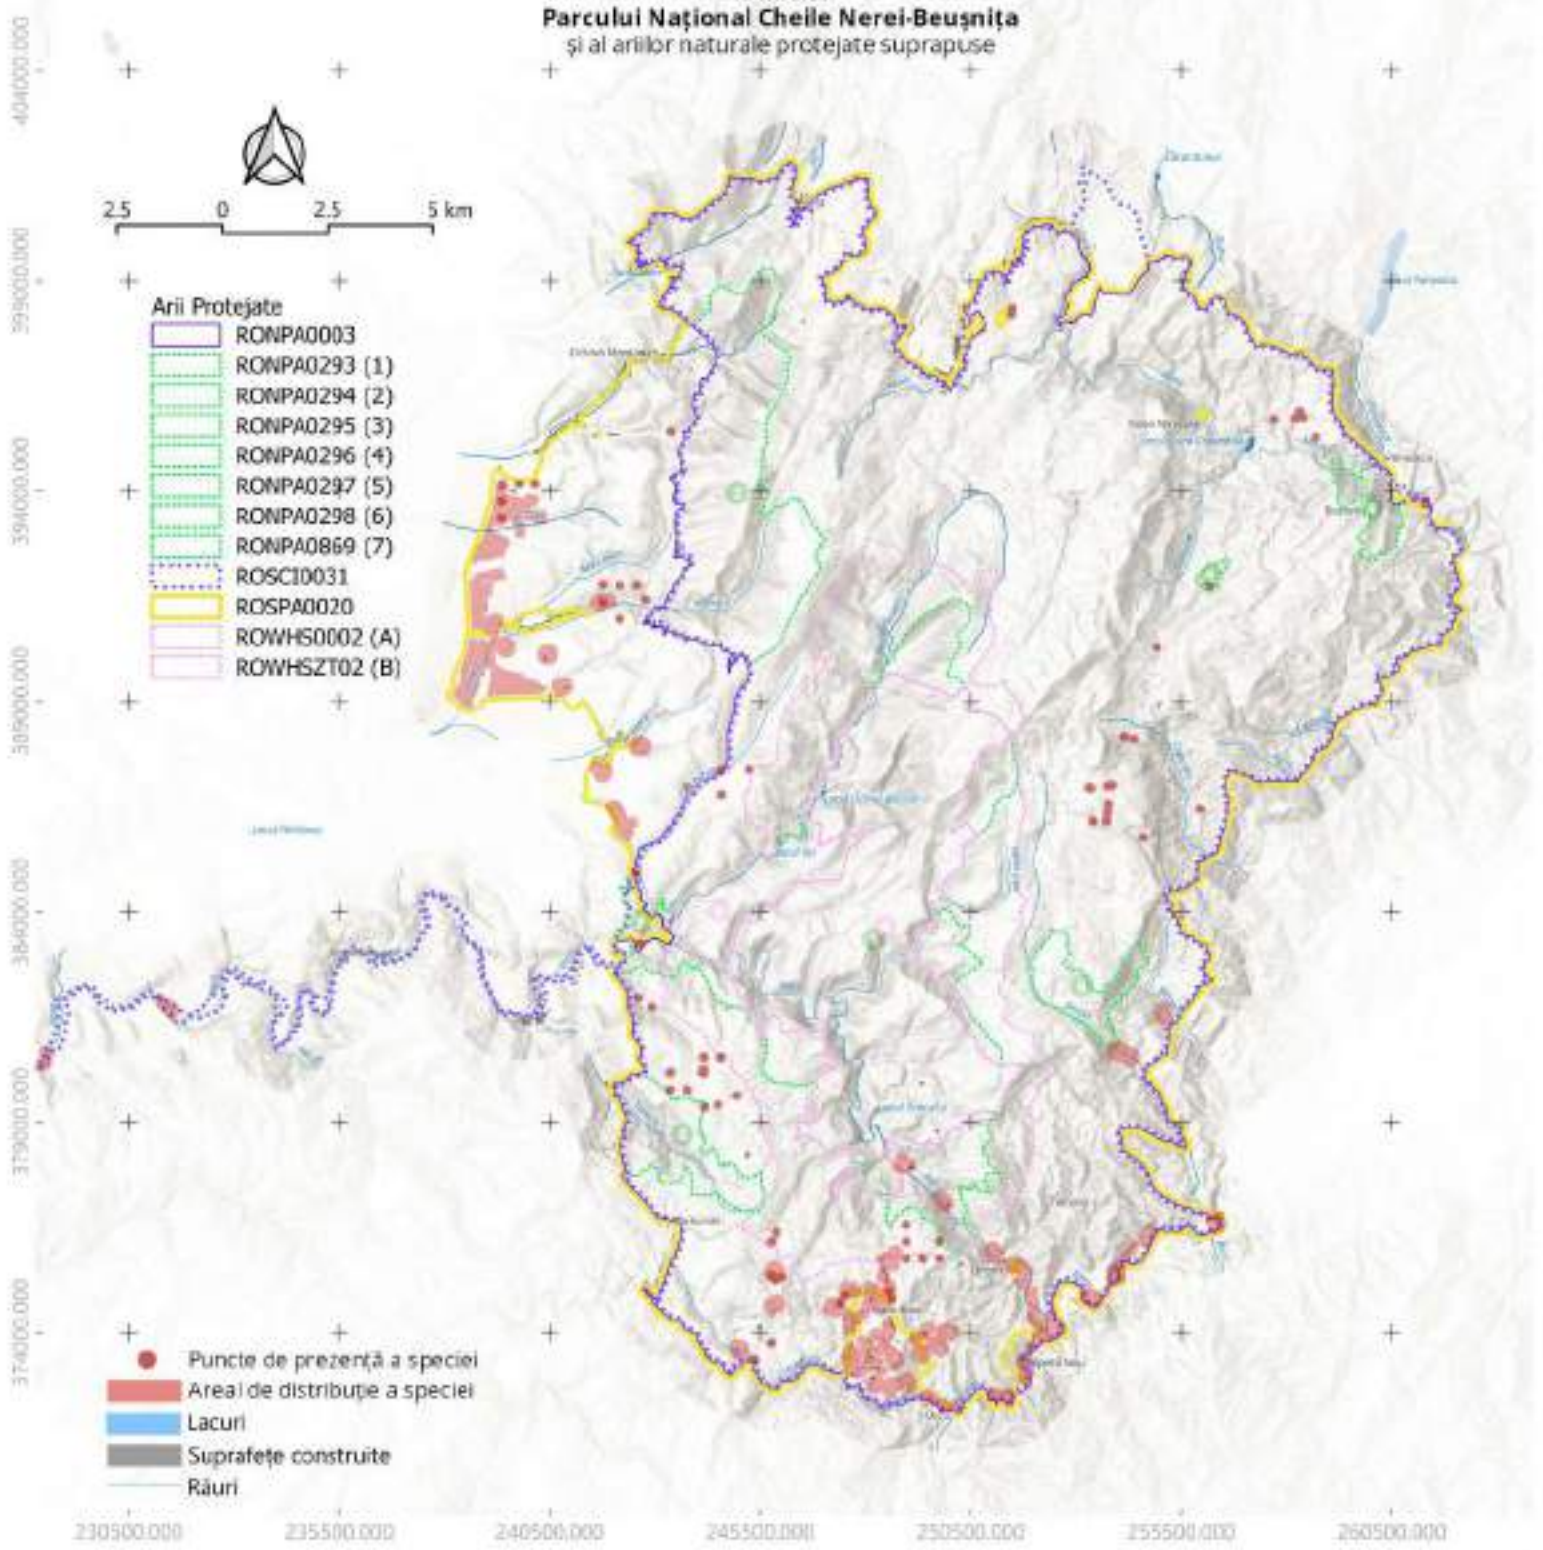 Parcului Național Cheile Nerei-Beușnița
și al ariilor naturale protejate suprapuse
404000.000
399000.000
394000.000
389000.000
384000.000
379000.000
374000.000
2.5 0 2.5 5 km
Arii Protejate
RONPA0003
RONPA0293 (1)
RONPA0294 (2)
RONPA0295 (3)
RONPA0296 (4)
RONPA0297 (5)
RONPA0298 (6)
RONPA0869 (7)
ROSCI0031
ROSPA0020
ROWHS0002 (A)
ROWHSZT02 (B)
Puncte de prezență a speciei
Areal de distribuție a speciei
Lacuri
Suprafețe construite
Râuri
230500.000 235500.000 240500.000 245500.000 250500.000 255500.000 260500.000